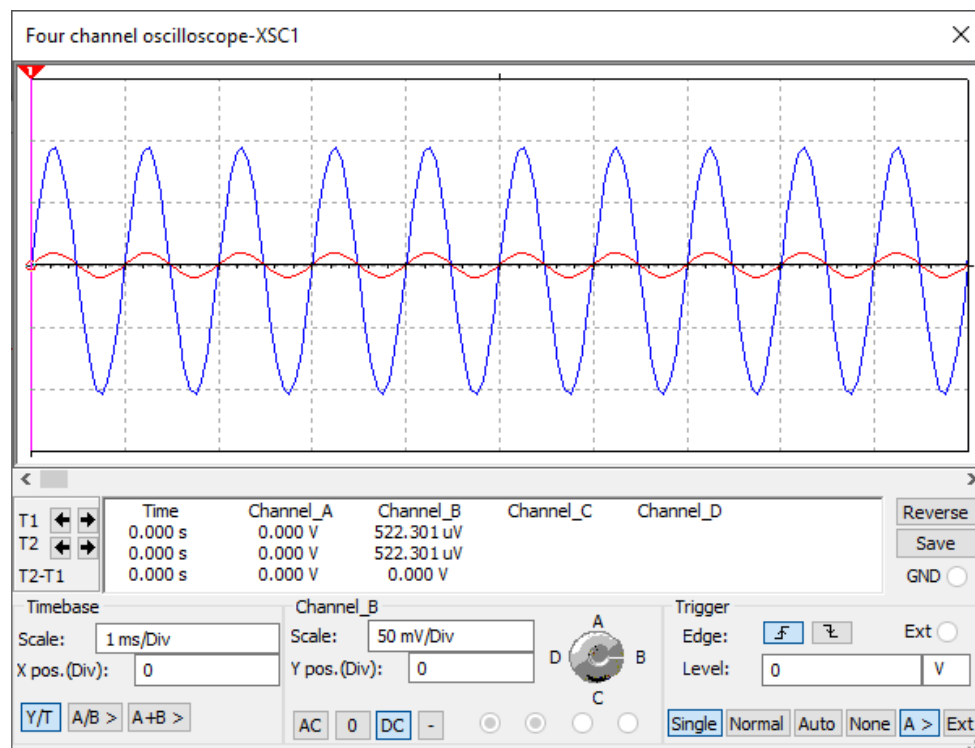 Four channel oscilloscope-XSC1
1
T1
T2
T2-T1
Time Channel_A Channel_B Channel_C Channel_D
0.000 s 0.000 V 522.301 uV
0.000 s 0.000 V 522.301 uV
0.000 s 0.000 V 0.000 V
Reverse
Save
GND
Timebase
Scale: 1 ms/Div
X pos.(Div): 0
Y/T A/B > A+B >
Channel_B
Scale: 50 mV/Div
Y pos.(Div): 0
AC 0 DC -
A
D B
C
Trigger
Edge: Ext
Level: 0 V
Single Normal Auto None A > Ext